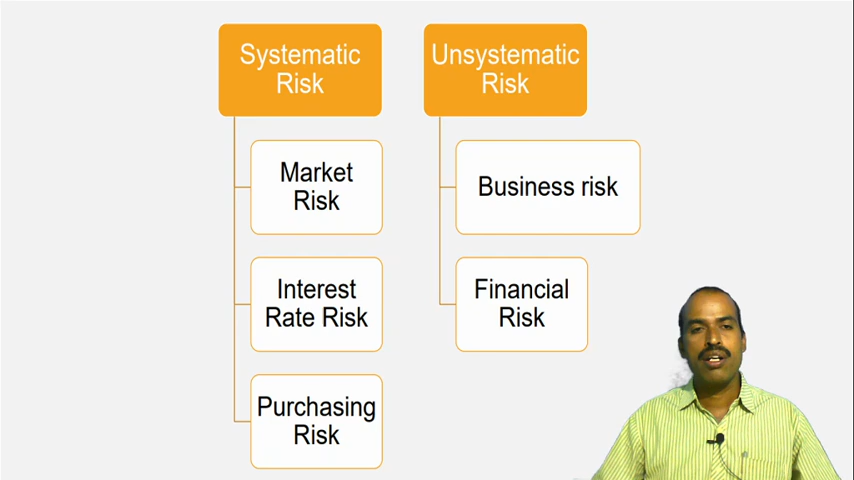 Systematic
Risk
Market
Risk
Interest
Rate Risk
Purchasing
Risk
Unsystematic
Risk
Business risk
Financial
Risk